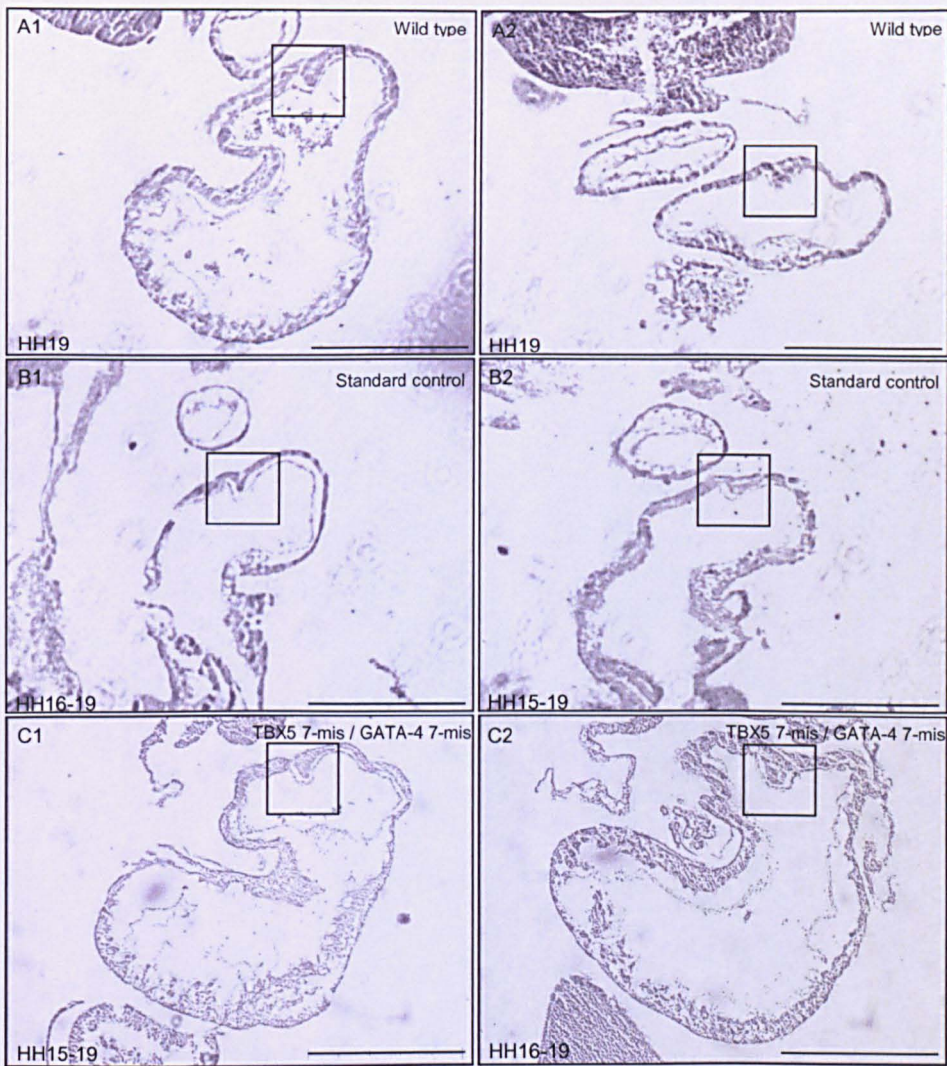 A1 Wild type
HH19
A2 Wild type
HH19
B1 Standard control
HH16-19
B2 Standard control
HH15-19
C1 TBX5 7-mis / GATA-4 7-mis
HH15-19
C2 TBX5 7-mis / GATA-4 7-mis
HH16-19